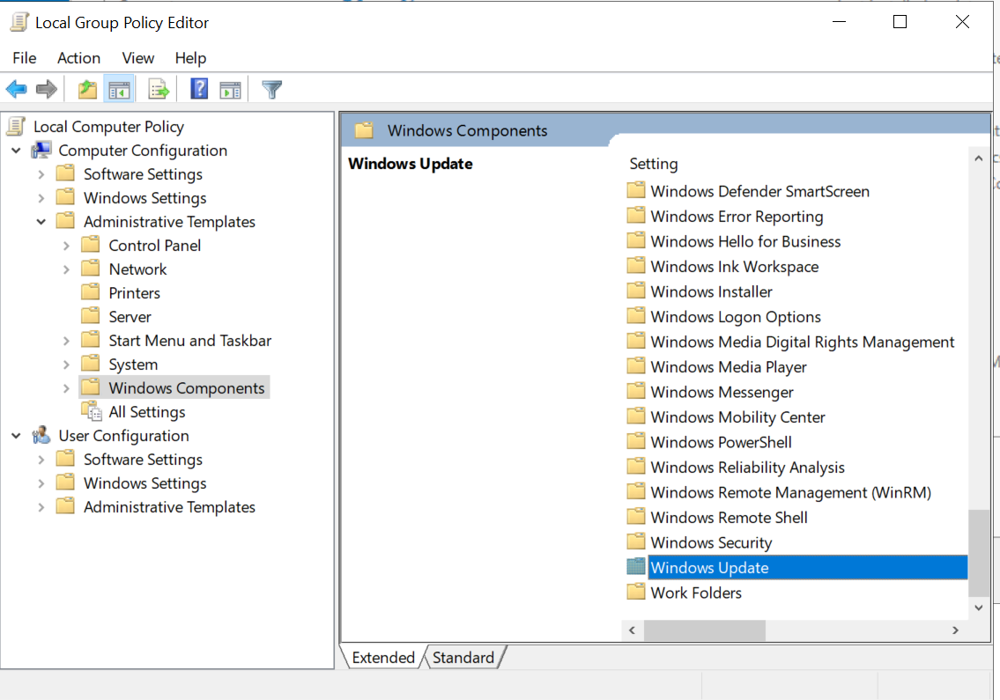 Local Group Policy Editor
File Action View Help
Local Computer Policy
Computer Configuration
Software Settings
Windows Settings
Administrative Templates
Control Panel
Network
Printers
Server
Start Menu and Taskbar
System
Windows Components
All Settings
User Configuration
Software Settings
Windows Settings
Administrative Templates
Windows Components
Windows Update
Setting
Windows Defender SmartScreen
Windows Error Reporting
Windows Hello for Business
Windows Ink Workspace
Windows Installer
Windows Logon Options
Windows Media Digital Rights Management
Windows Media Player
Windows Messenger
Windows Mobility Center
Windows PowerShell
Windows Reliability Analysis
Windows Remote Management (WinRM)
Windows Remote Shell
Windows Security
Windows Update
Work Folders
Extended Standard